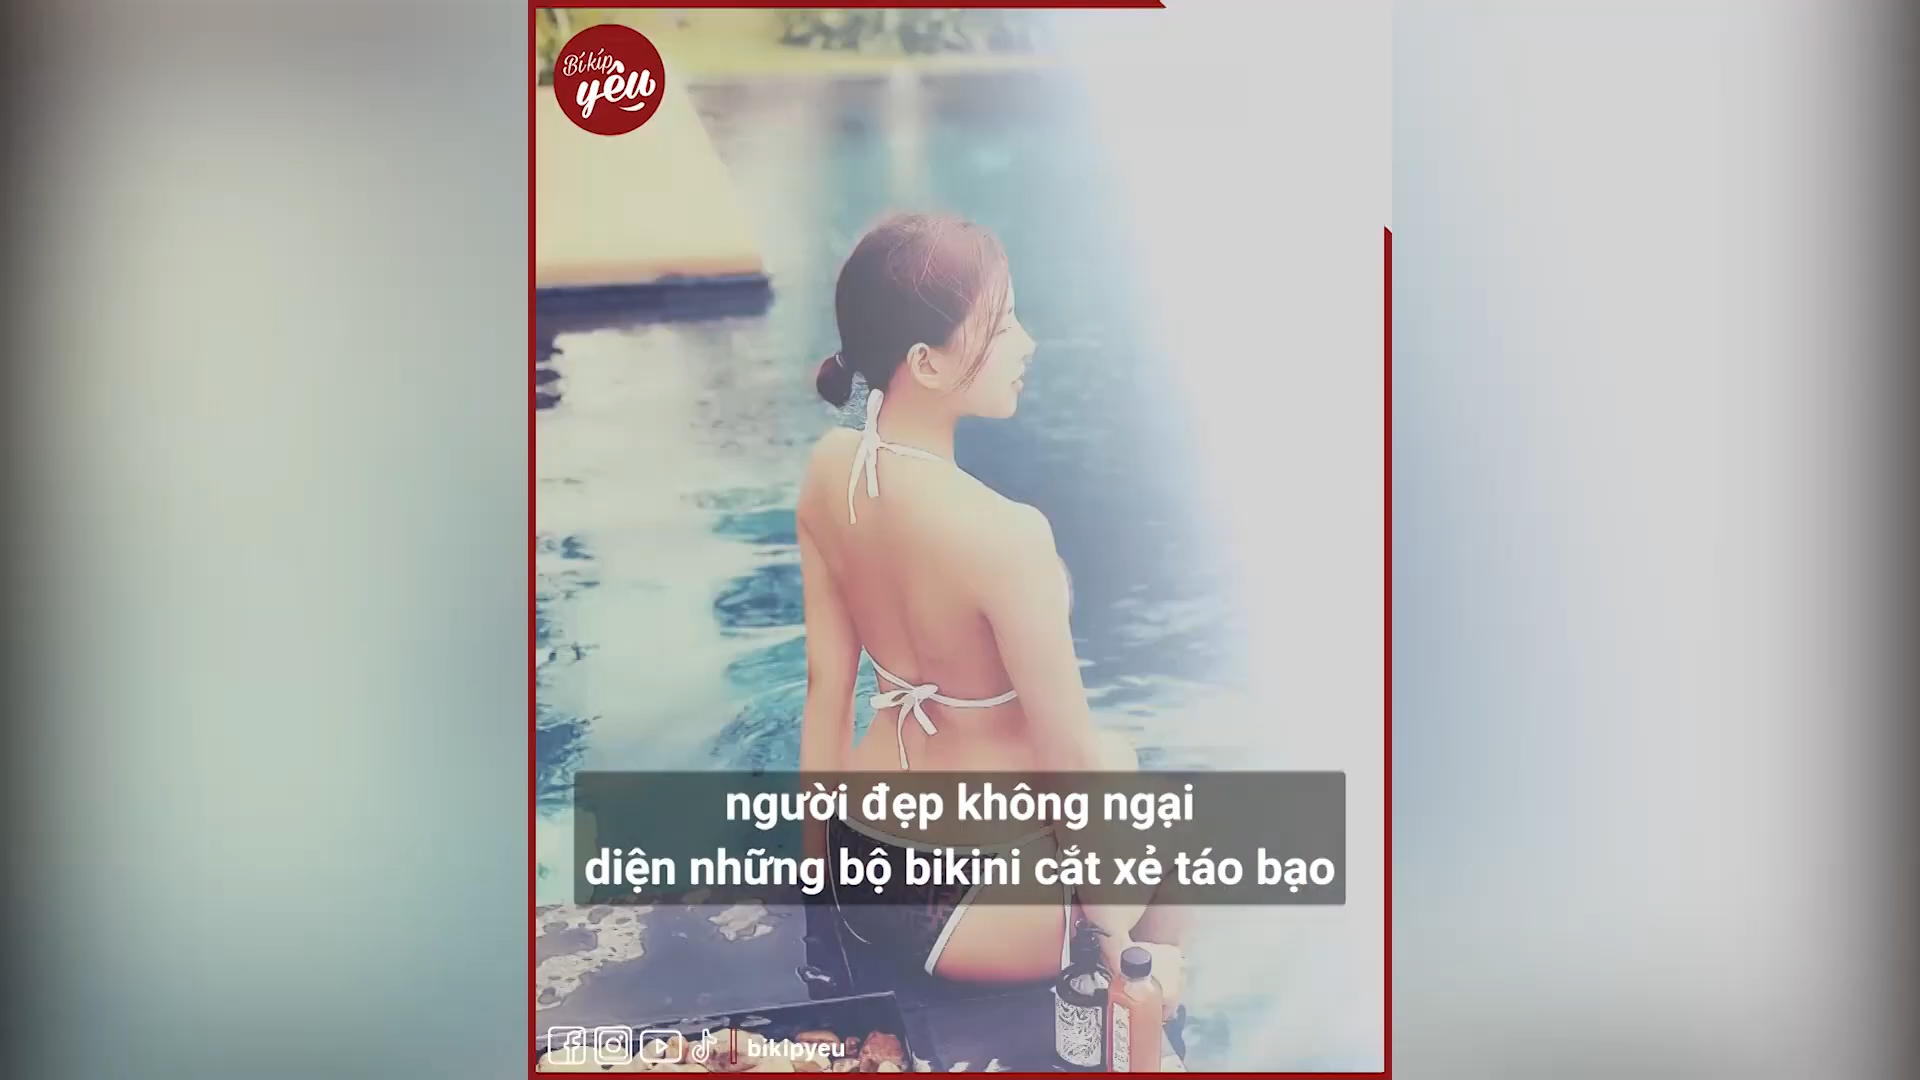 Bí kíp
yêu
người đẹp không ngại
diện những bộ bikini cắt xẻ táo bạo
bikipyeu